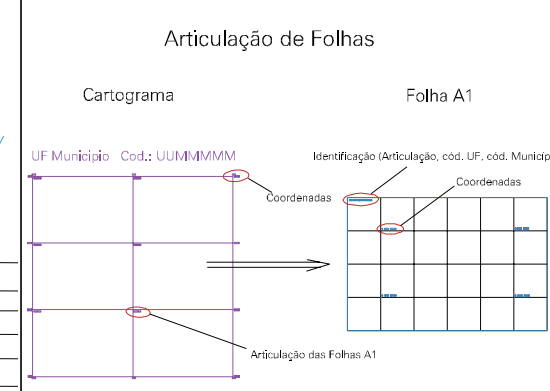 Articulação de Folhas
Cartograma
Folha A1
UF Municipio Cod.: UUMMMMM
Identificação (Articulação, cód. UF, cód. Municíp
Coordenadas
Coordenadas
Articulação das Folhas A1